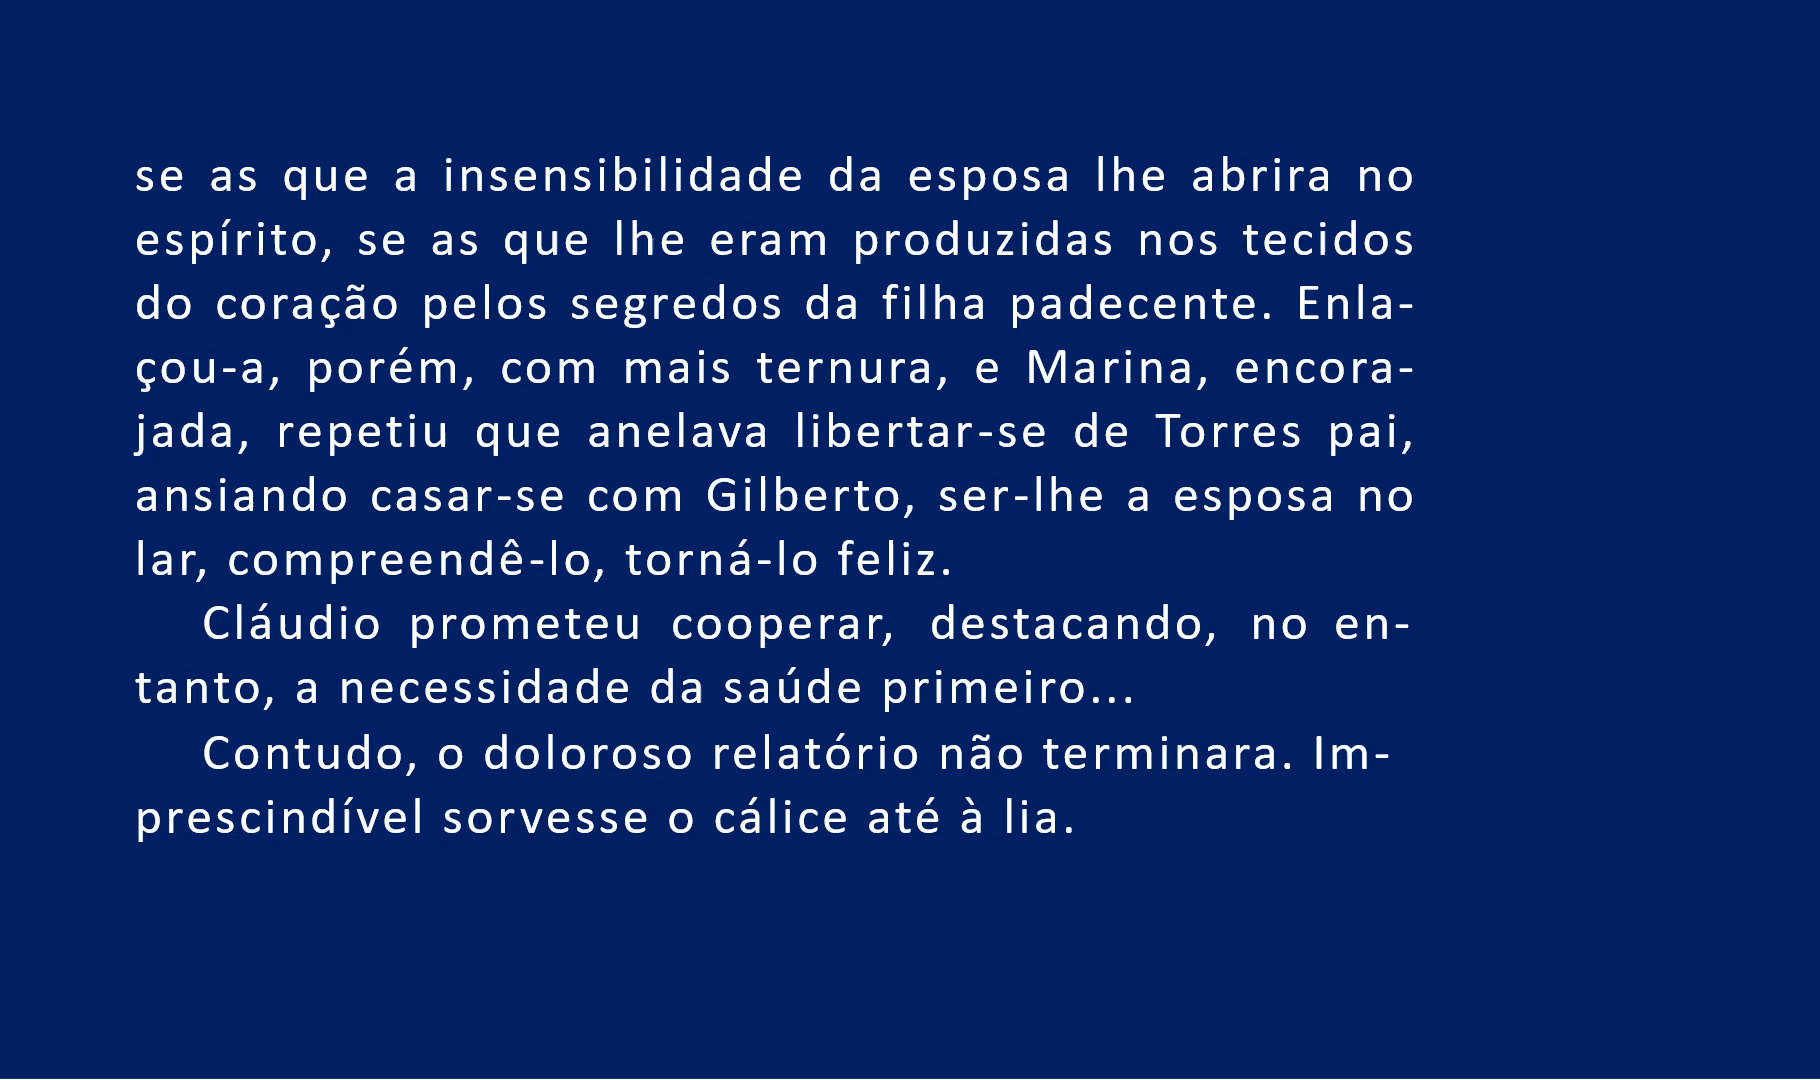 se as que a insensibilidade da esposa lhe abrira no
espírito, se as que lhe eram produzidas nos tecidos
do coração pelos segredos da filha padecente. Enla-
çou-a, porém, com mais ternura, e Marina, encora-
jada, repetiu que anelava libertar-se de Torres pai,
ansiando casar-se com Gilberto, ser-lhe a esposa no
lar, compreendê-lo, torná-lo feliz.
Cláudio prometeu cooperar, destacando, no en-
tanto, a necessidade da saúde primeiro...
Contudo, o doloroso relatório não terminara. Im-
prescindível sorvesse o cálice até à lia.